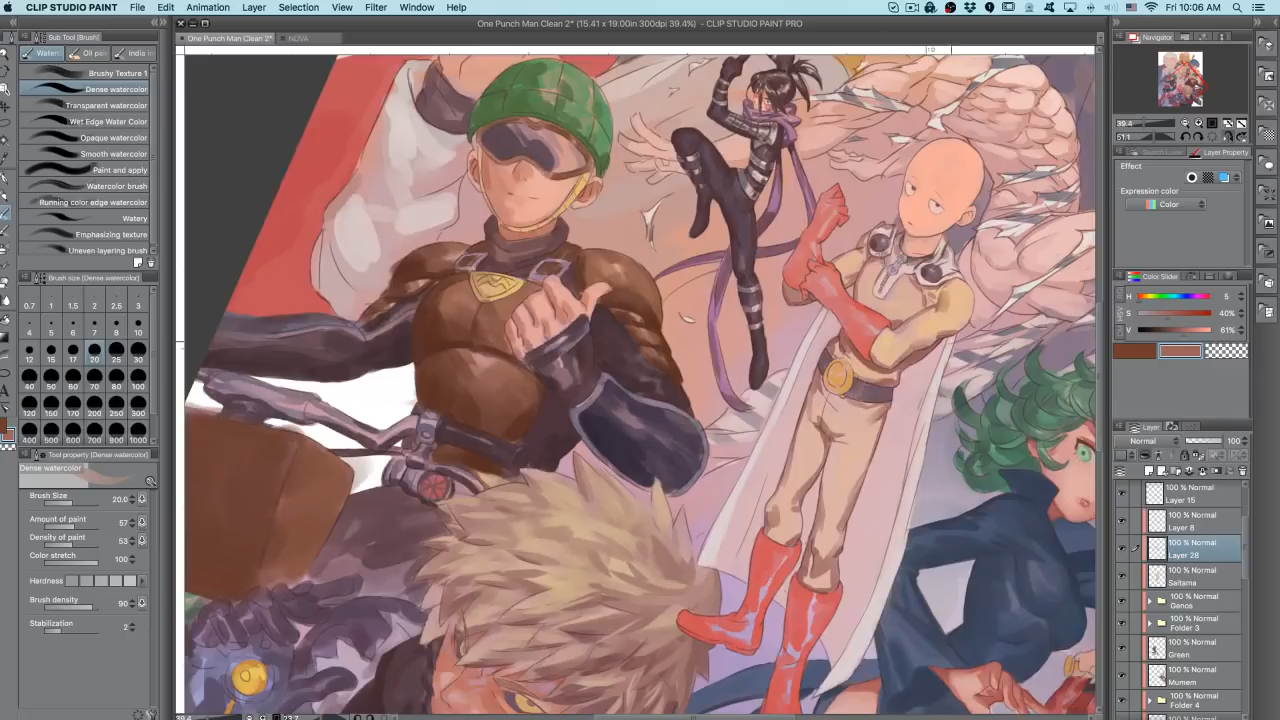 CLIP STUDIO PAINT File Edit Animation Layer Selection View Filter Window Help
Fri 10:06 AM
One Punch Man Clean 2* (15.41 x 19.00in 300dpi 39.4%) - CLIP STUDIO PAINT PRO
Sub Tool [Brush]
Oil pa
India in
Brushy Texture 1
Dense watercolor
Transparent watercolor
Wet Edge Water Color
Opaque watercolor
Smooth watercolor
Paint and apply
Watercolor brush
Running color edge watercolor
Watery
Emphasizing texture
Uneven layering brush
Brush size [Dense watercolor]
0.7 1 1.5 2 2.5 3
4 5 6 7 8 10
12 15 17 20 25 30
40 50 60 70 80 100
120 150 170 200 250 300
400 500 600 700 800 1000
Tool property [Dense watercolor]
Dense watercolor
Brush Size 20.0
Amount of paint 57
Density of paint 53
Color stretch 100
Hardness
Brush density 90
Stabilization 2
One Punch Man Clean 2*
NOVA
Navigator
39.4
51.1
Layer Property
Effect
Expression color
Color
Color Slider
H 5
S 40%
V 61%
Layer
Normal 100
100 % Normal
Layer 15
100 % Normal
Layer 8
100 % Normal
Layer 28
100 % Normal
Saitama
100 % Normal
Genos
100 % Normal
Folder 3
100 % Normal
Green
100 % Normal
Mumem
100 % Normal
Folder 4